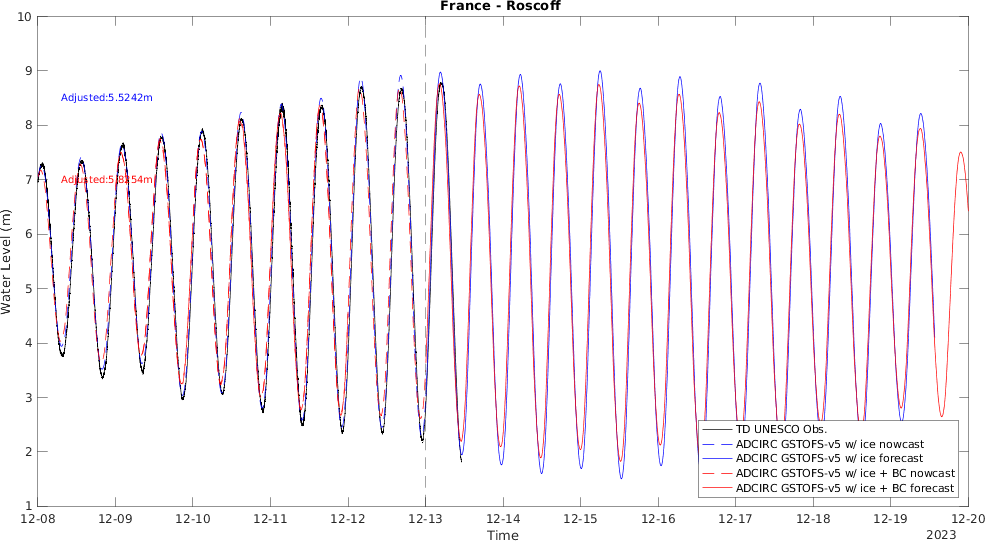 France - Roscoff
10
9
8
7
6
5
4
3
2
1
Water Level (m)
Adjusted:5.5242m
Adjusted:5.8254m
TD UNESCO Obs.
ADCIRC GSTOFS-v5 w/ ice nowcast
ADCIRC GSTOFS-v5 w/ ice forecast
ADCIRC GSTOFS-v5 w/ ice + BC nowcast
ADCIRC GSTOFS-v5 w/ ice + BC forecast
12-08 12-09 12-10 12-11 12-12 12-13 12-14 12-15 12-16 12-17 12-18 12-19 12-20
Time
2023